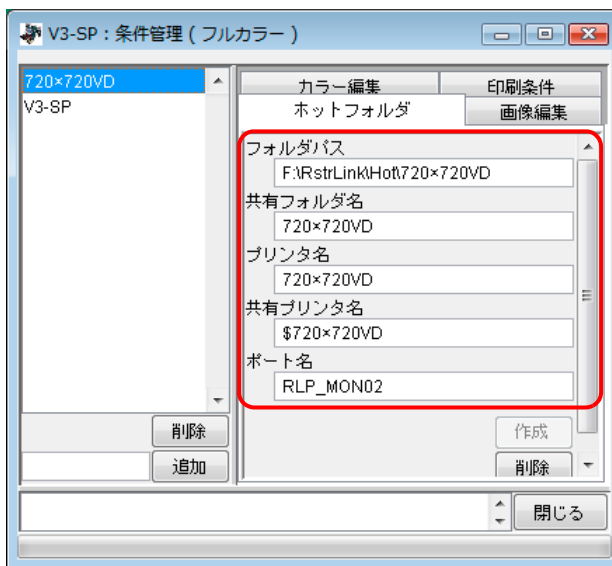 V3-SP：条件管理 ( フルカラー )
720×720VD
V3-SP
カラー編集
印刷条件
ホットフォルダ
画像編集
フォルダパス
F:\RstrLink\Hot\720×720VD
共有フォルダ名
720×720VD
プリンタ名
720×720VD
共有プリンタ名
$720×720VD
ポート名
RLP_MON02
削除
作成
追加
削除
閉じる